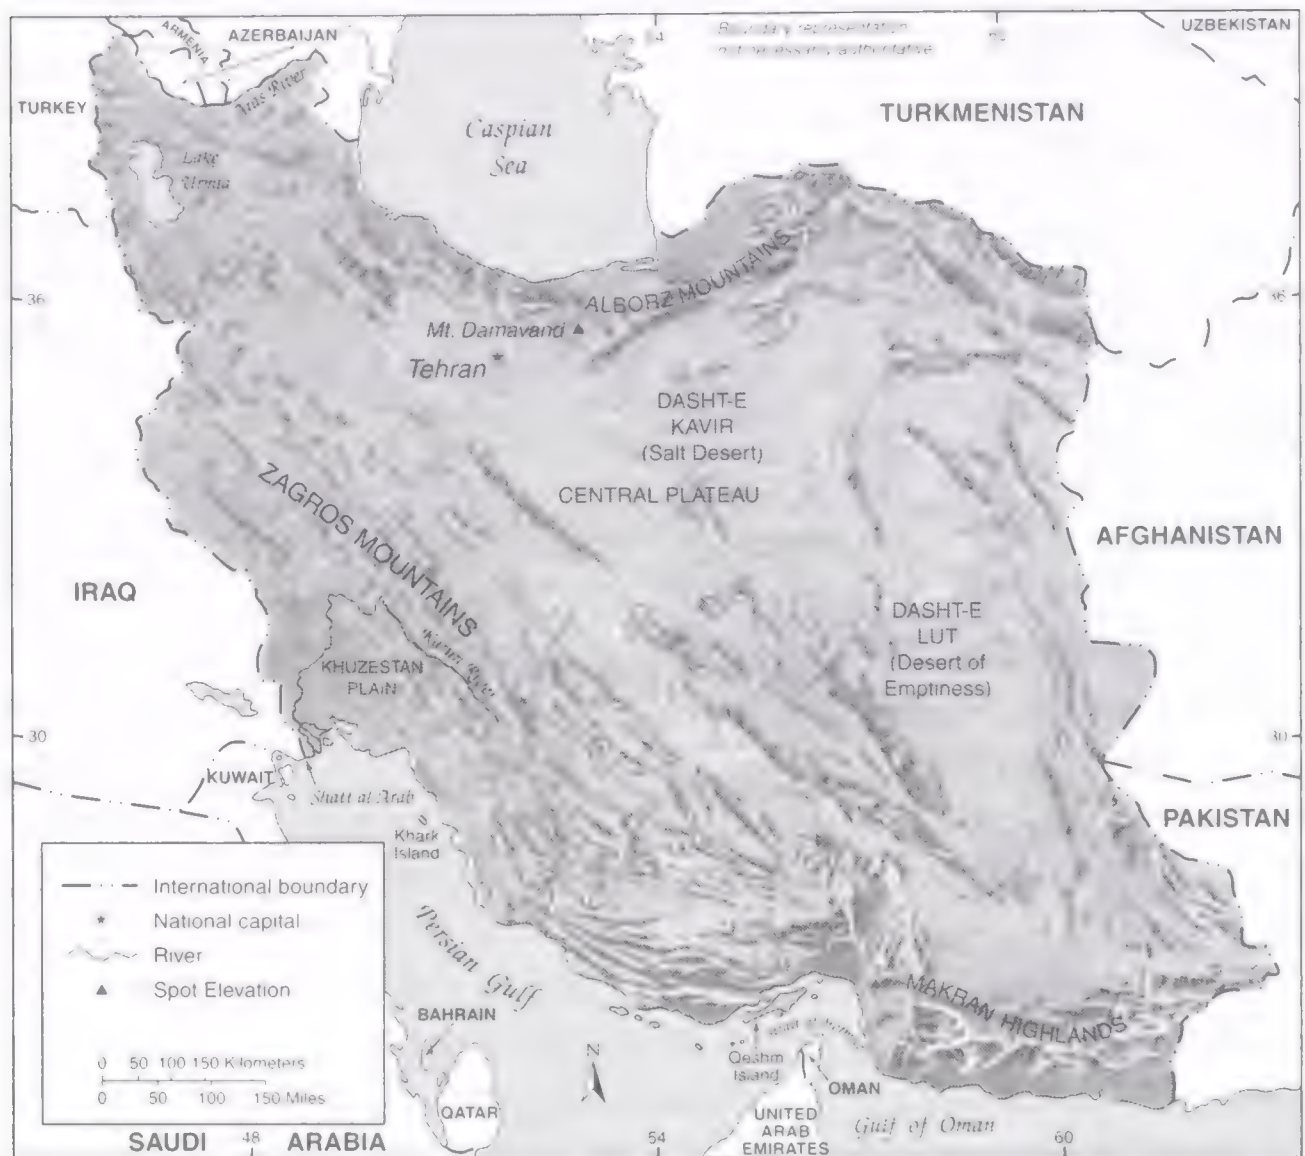 ARMENIA
AZERBAIJAN
UZBEKISTAN
54
Boundary representation
TURKEY
Aras River
Caspian
Sea
TURKMENISTAN
Lake
Urmia
36
36
ALBORZ MOUNTAINS
Mt. Damavand
Tehran
DASHT-E
KAVIR
(Salt Desert)
CENTRAL PLATEAU
ZAGROS MOUNTAINS
AFGHANISTAN
IRAQ
DASHT-E
LUT
(Desert of
Emptiness)
Karun River
KHUZESTAN
PLAIN
30
30
KUWAIT
Shatt al Arab
PAKISTAN
Khark
Island
International boundary
National capital
River
Spot Elevation
0 50 100 150 Kilometers
0 50 100 150 Miles
Persian Gulf
BAHRAIN
QATAR
N
MAKRAN HIGHLANDS
Qeshm
Island
OMAN
UNITED
ARAB
EMIRATES
Gulf of Oman
SAUDI ARABIA
48
54
60